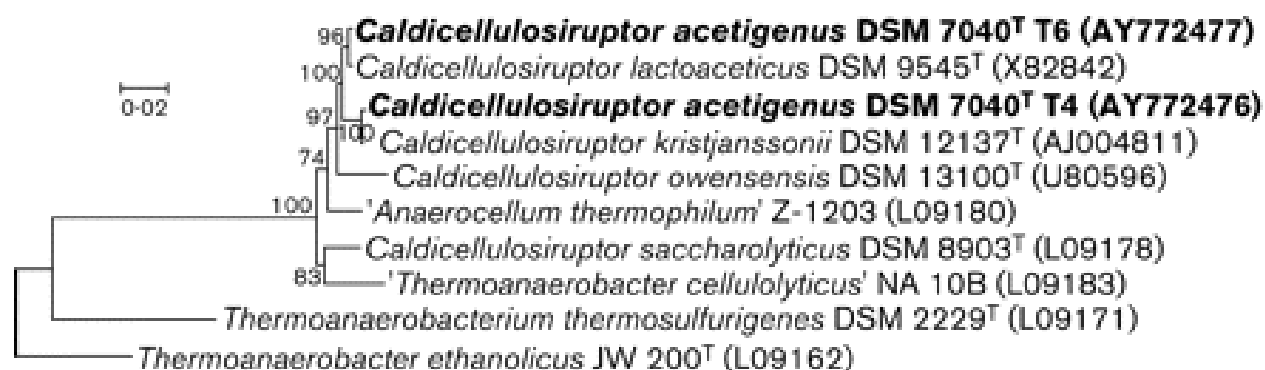 96 Caldicellulosiruptor acetigenus DSM 7040ᵀ T6 (AY772477)
100 Caldicellulosiruptor lactoaceticus DSM 9545ᵀ (X82842)
0·02
Caldicellulosiruptor acetigenus DSM 7040ᵀ T4 (AY772476)
97
100 Caldicellulosiruptor kristjanssonii DSM 12137ᵀ (AJ004811)
74
Caldicellulosiruptor owensensis DSM 13100ᵀ (U80596)
100 'Anaerocellum thermophilum' Z-1203 (L09180)
Caldicellulosiruptor saccharolyticus DSM 8903ᵀ (L09178)
83 'Thermoanaerobacter cellulolyticus' NA 10B (L09183)
Thermoanaerobacterium thermosulfurigenes DSM 2229ᵀ (L09171)
Thermoanaerobacter ethanolicus JW 200ᵀ (L09162)